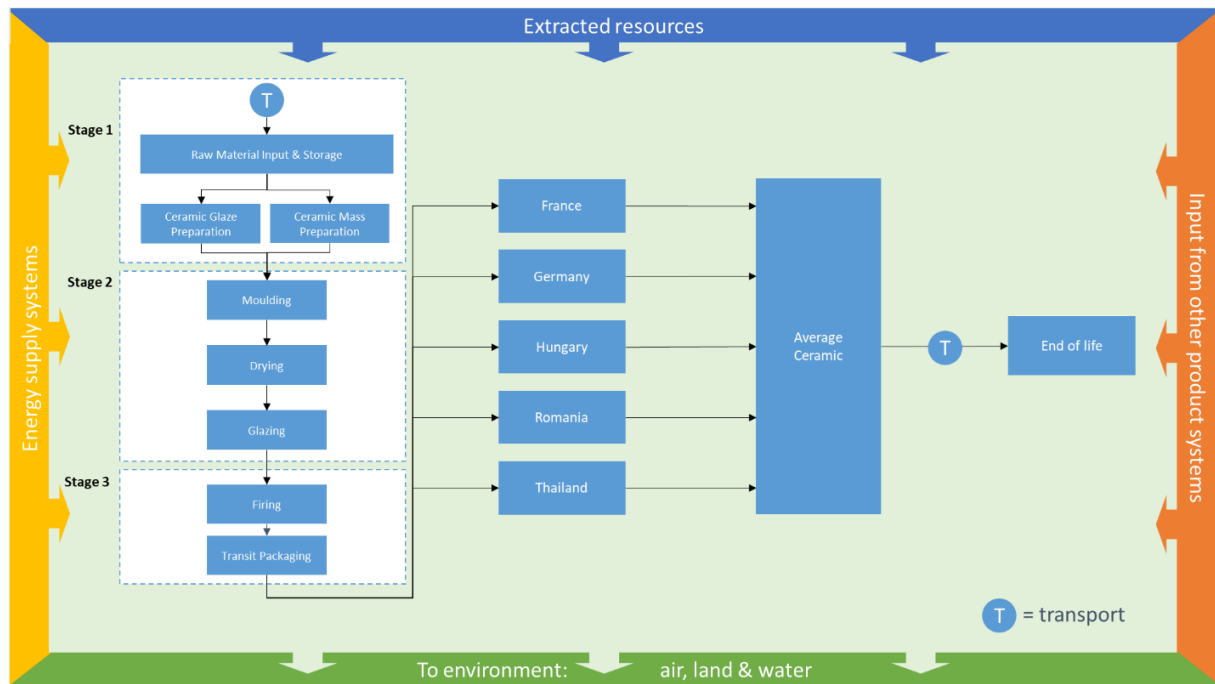 Extracted resources
Energy supply systems
Input from other product systems
Stage 1
T
Raw Material Input & Storage
Ceramic Glaze
Preparation
Ceramic Mass
Preparation
Stage 2
Moulding
Drying
Glazing
Stage 3
Firing
Transit Packaging
France
Germany
Hungary
Romania
Thailand
Average
Ceramic
T
End of life
T = transport
To environment: air, land & water